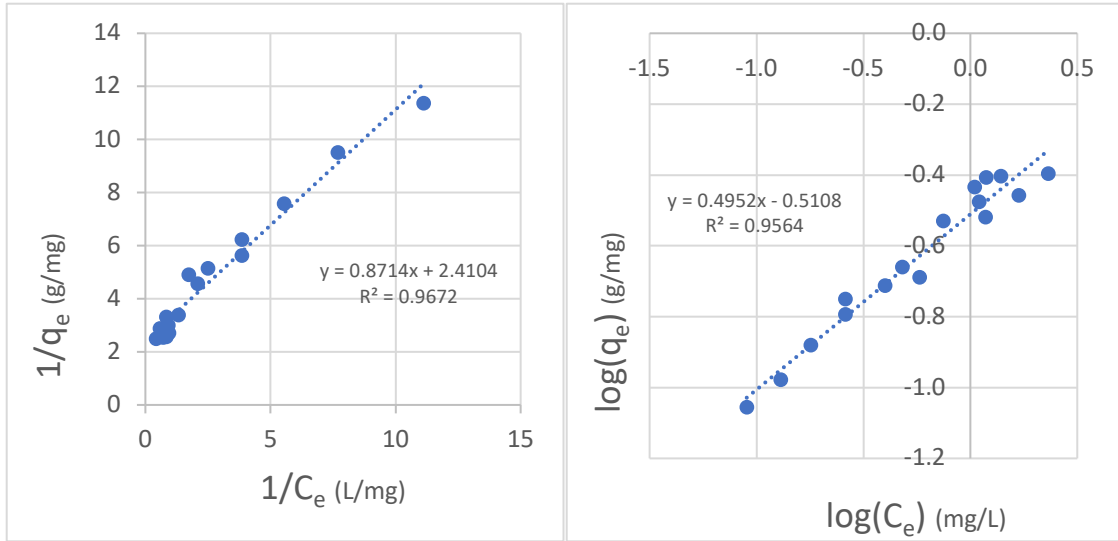 14
12
10
8
6
4
2
0
0 5 10 15
1/qₑ (g/mg)
1/Cₑ (L/mg)
y = 0.8714x + 2.4104
R² = 0.9672
0.0
-0.2
-0.4
-0.6
-0.8
-1.0
-1.2
-1.5 -1.0 -0.5 0.0 0.5
log(qₑ) (g/mg)
log(Cₑ) (mg/L)
y = 0.4952x - 0.5108
R² = 0.9564